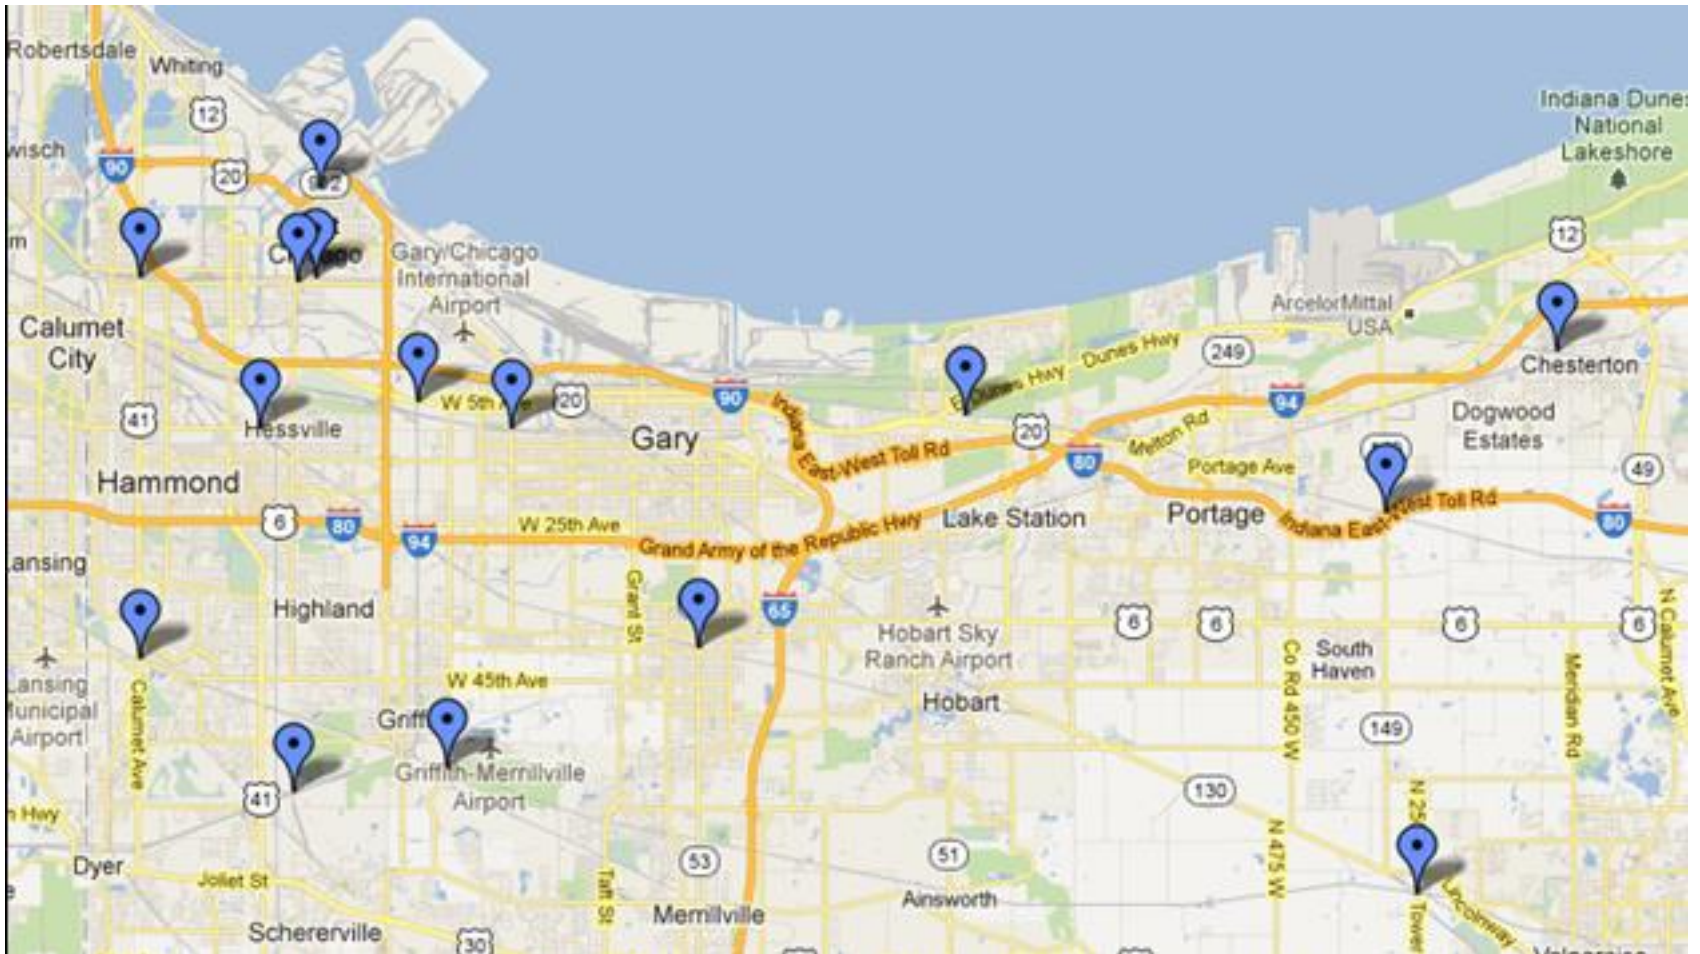 Robertsdale
Whiting
12
90
20
Indiana Dunes
National
Lakeshore
12
Gary/Chicago
International
Airport
ArcelorMittal
USA
Calumet
City
Chesterton
249
Dunes Hwy
E Dunes Hwy
W 5th Ave
20
90
94
41
Hessville
Gary
Indiana East-West Toll Rd
20
Melton Rd
Dogwood
Estates
80
Portage Ave
49
Hammond
6
80
94
W 25th Ave
Grand Army of the Republic Hwy
Lake Station
Portage
Indiana East-West Toll Rd
80
Highland
Grant St
65
Hobart Sky
Ranch Airport
6
6
6
6
South
Haven
N Calumet Ave
Lansing
Municipal
Airport
Calumet Ave
W 45th Ave
Hobart
Co Rd 450 W
Meridian Rd
149
Griffith-Merrillville
Airport
41
130
N 475 W
Dyer
Joliet St
53
51
Taft St
Ainsworth
Tower
Lincolnway
Merrillville
Schererville
30